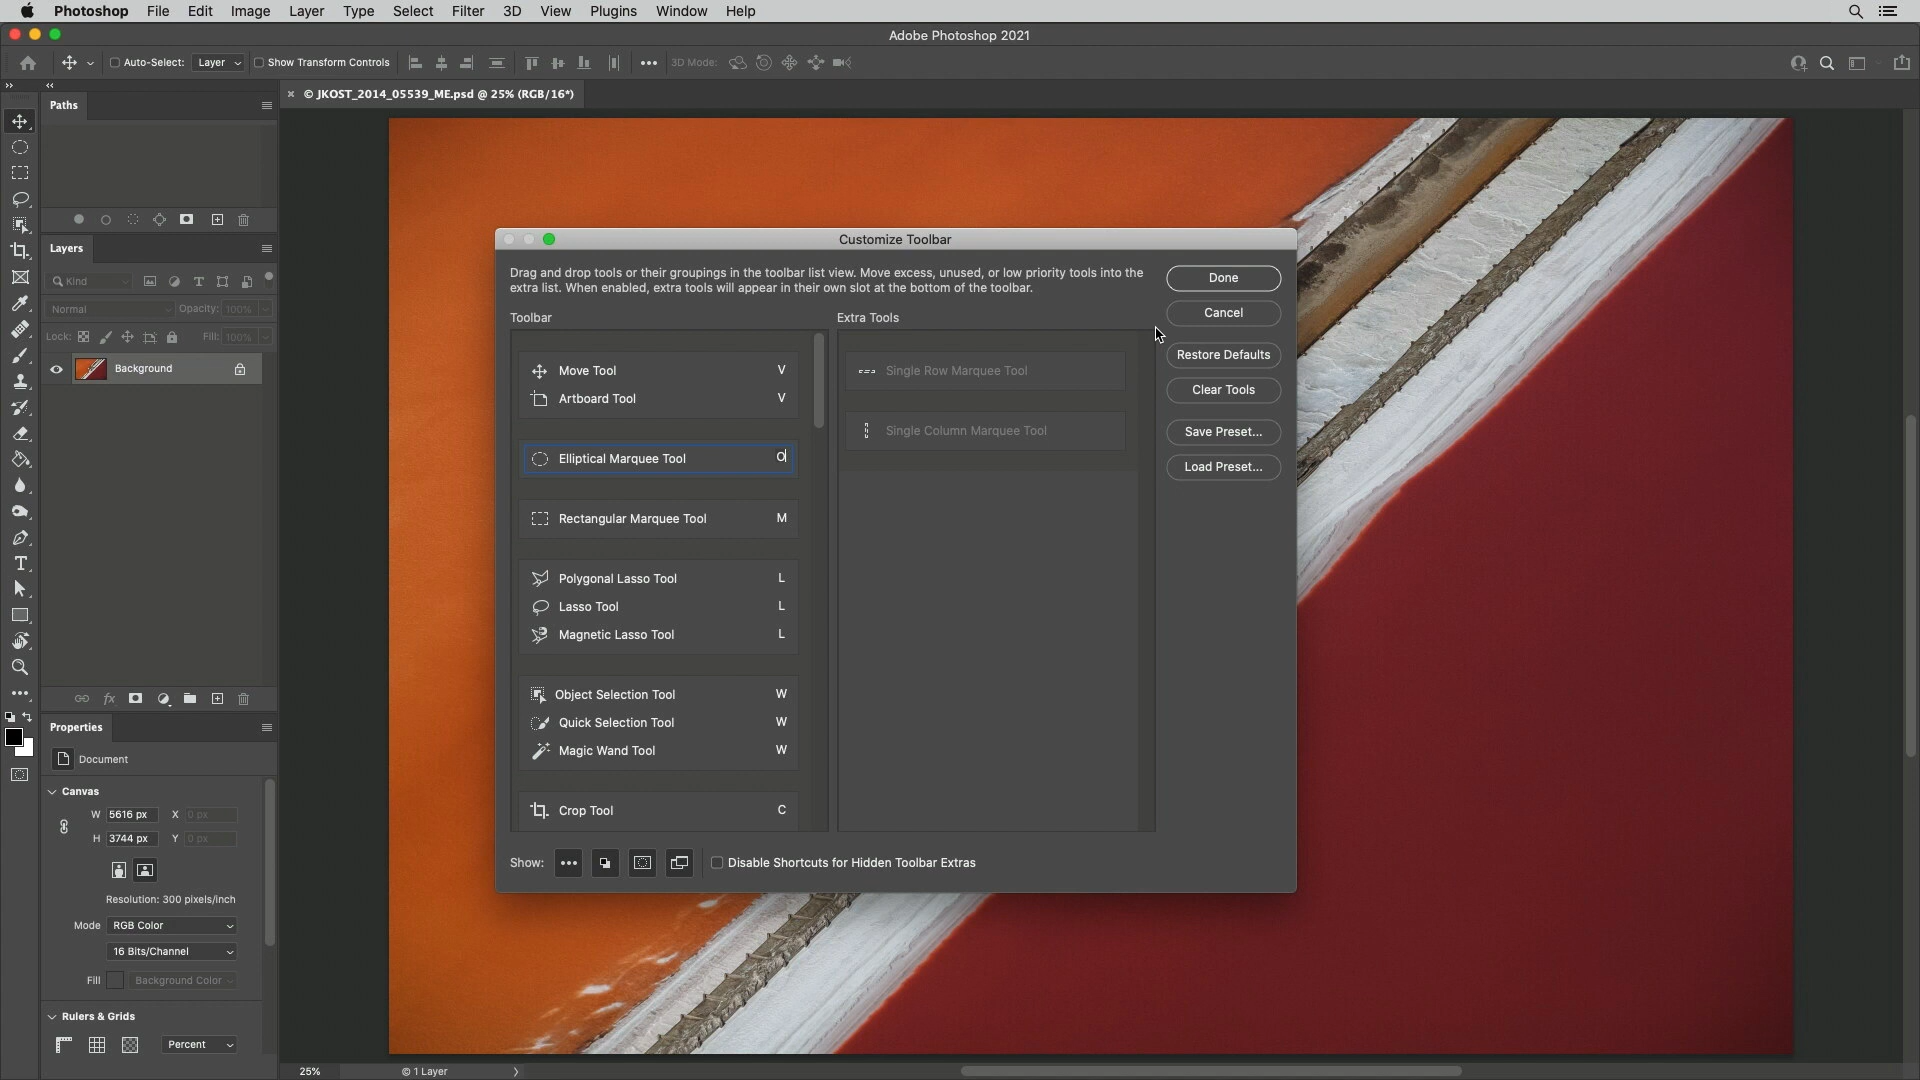 Photoshop File Edit Image Layer Type Select Filter 3D View Plugins Window Help
Adobe Photoshop 2021
Auto-Select: Layer Show Transform Controls 3D Mode:
Paths
© JKOST_2014_05539_ME.psd @ 25% (RGB/16*)
Layers
Kind
Normal Opacity: 100%
Lock: Fill: 100%
Background
Properties
Document
Canvas
W 5616 px X 0 px
H 3744 px Y 0 px
Resolution: 300 pixels/inch
Mode RGB Color
16 Bits/Channel
Fill Background Color
Rulers & Grids
Percent
Customize Toolbar
Drag and drop tools or their groupings in the toolbar list view. Move excess, unused, or low priority tools into the
extra list. When enabled, extra tools will appear in their own slot at the bottom of the toolbar.
Toolbar
Move Tool V
Artboard Tool V
Elliptical Marquee Tool O
Rectangular Marquee Tool M
Polygonal Lasso Tool L
Lasso Tool L
Magnetic Lasso Tool L
Object Selection Tool W
Quick Selection Tool W
Magic Wand Tool W
Crop Tool C
Extra Tools
Single Row Marquee Tool
Single Column Marquee Tool
Done
Cancel
Restore Defaults
Clear Tools
Save Preset...
Load Preset...
Show: Disable Shortcuts for Hidden Toolbar Extras
25% © 1 Layer